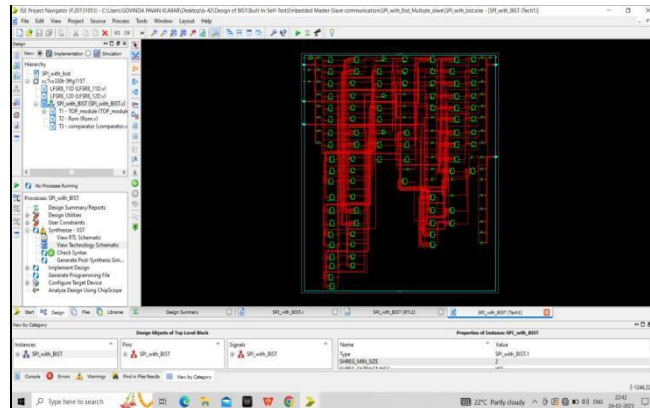 ISE Project Navigator (P.20131013) - C:\Users\GOVINDA PAVAN KUMAR\Desktop\b-42\Design of BIST\Built In-Self-Test\Embedded Master-Slave communication\SPI_with_Bist_Multiple_slave\SPI_with_bist.xise - [SPI_with_BIST (Tech1)]
File Edit View Project Source Process Tools Window Layout Help
Design
View: Implementation Simulation
Hierarchy
SPI_with_bist
LFSR8_11D (LFSR8_11D.v)
LFSR8_12D (LFSR8_12D.v)
SPI_with_BIST (SPI_with_BIST.v)
T1 - TOP_module (TOP_module
T2 - Rom (Rom.v)
T3 - comparator (comparator.v
No Processes Running
Processes: SPI_with_BIST
Design Summary/Reports
Design Utilities
User Constraints
Synthesize - XST
View RTL Schematic
View Technology Schematic
Check Syntax
Generate Post-Synthesis Sim...
Implement Design
Generate Programming File
Configure Target Device
Analyze Design Using ChipScope
Start Design Files Libraries
Design Summary
SPI_with_BIST.v
SPI_with_BIST (RTL1)
SPI_with_BIST (Tech1)
View by Category
Design Objects of Top Level Block
Properties of Instance: SPI_with_BIST
Instances
Pins
Signals
Name
Value
SPI_with_BIST
SPI_with_BIST
SPI_with_BIST
Type
SPI_with_BIST:1
SHREG_MIN_SIZE
2
Console Errors Warnings Find in Files Results View by Category
Type here to search
22°C Partly cloudy
ENG
22:42
24-02-2023